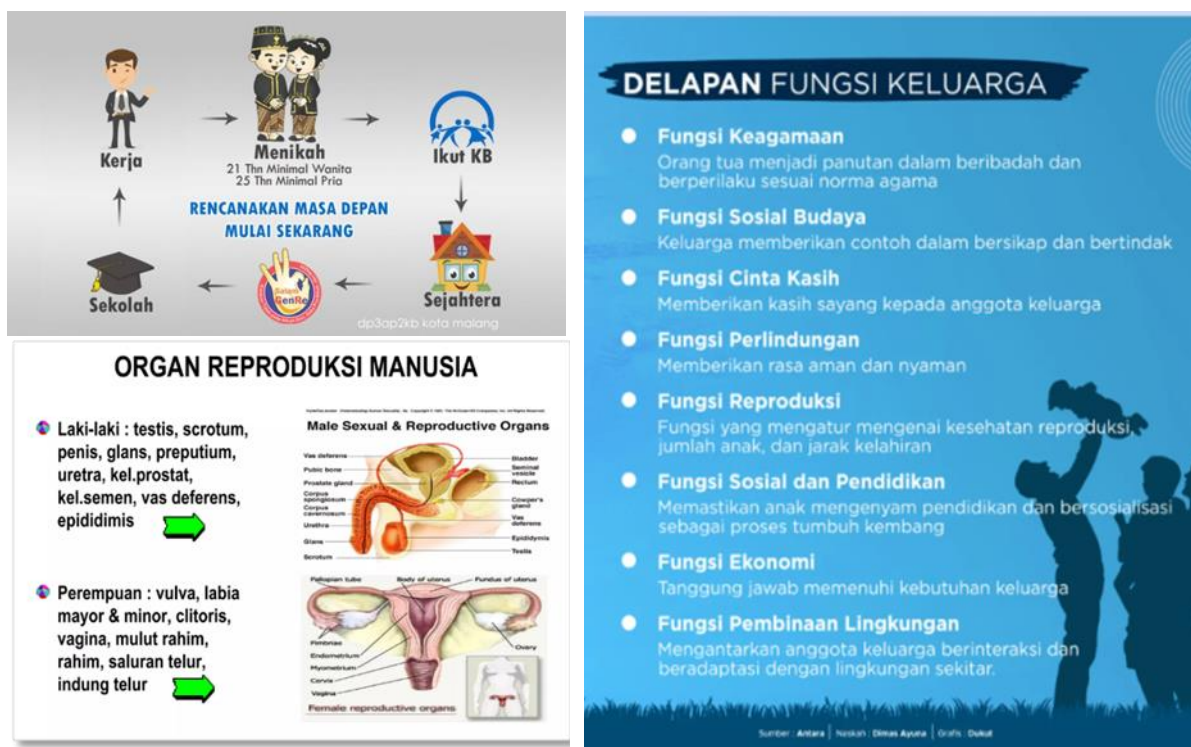 Kerja
Menikah
21 Thn Minimal Wanita
25 Thn Minimal Pria
Ikut KB
RENCANAKAN MASA DEPAN
MULAI SEKARANG
Sekolah
Salam
GenRe
Sejahtera
dp3ap2kb kota malang
ORGAN REPRODUKSI MANUSIA
Laki-laki : testis, scrotum,
penis, glans, preputium,
uretra, kel.prostat,
kel.semen, vas deferens,
epididimis
Male Sexual & Reproductive Organs
Vas deferens
Pubic bone
Prostate gland
Corpus
spongiosum
Corpus
cavernosum
Urethra
Glans
Scrotum
Bladder
Seminal
vesicle
Rectum
Cowper's
gland
Vas
deferens
Epididymis
Testis
Perempuan : vulva, labia
mayor & minor, clitoris,
vagina, mulut rahim,
rahim, saluran telur,
indung telur
Fallopian tube
Body of uterus
Fundus of uterus
Fimbriae
Endometrium
Myometrium
Cervix
Vagina
Ovary
Female reproductive organs
DELAPAN FUNGSI KELUARGA
Fungsi Keagamaan
Orang tua menjadi panutan dalam beribadah dan
berperilaku sesuai norma agama
Fungsi Sosial Budaya
Keluarga memberikan contoh dalam bersikap dan bertindak
Fungsi Cinta Kasih
Memberikan kasih sayang kepada anggota keluarga
Fungsi Perlindungan
Memberikan rasa aman dan nyaman
Fungsi Reproduksi
Fungsi yang mengatur mengenai kesehatan reproduksi,
jumlah anak, dan jarak kelahiran
Fungsi Sosial dan Pendidikan
Memastikan anak mengenyam pendidikan dan bersosialisasi
sebagai proses tumbuh kembang
Fungsi Ekonomi
Tanggung jawab memenuhi kebutuhan keluarga
Fungsi Pembinaan Lingkungan
Mengantarkan anggota keluarga berinteraksi dan
beradaptasi dengan lingkungan sekitar.
Sumber : Antara | Naskah : Dimas Ayuna | Grafis : Dukut